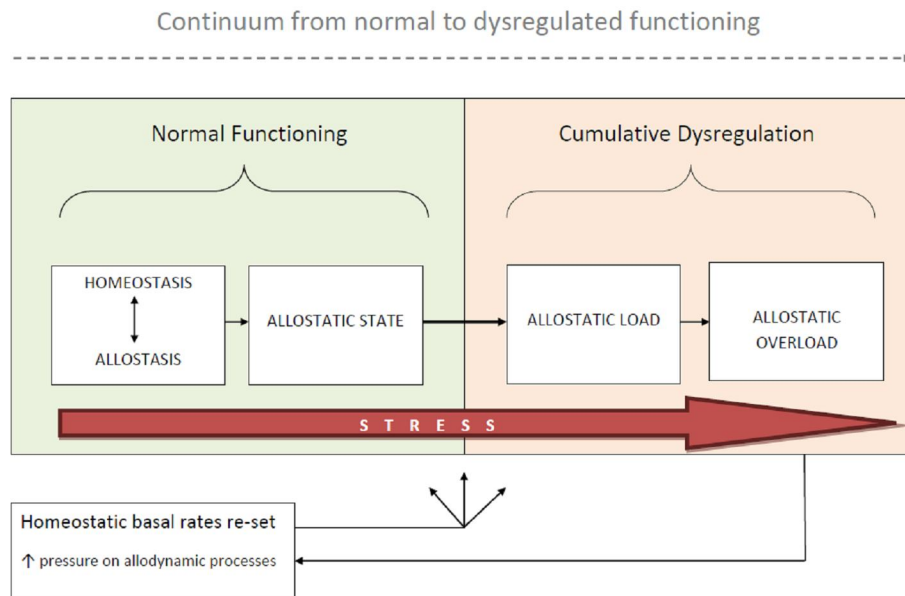 Continuum from normal to dysregulated functioning
Normal Functioning
Cumulative Dysregulation
HOMEOSTASIS
ALLOSTASIS
ALLOSTATIC STATE
ALLOSTATIC LOAD
ALLOSTATIC
OVERLOAD
S T R E S S
Homeostatic basal rates re-set
↑ pressure on allodynamic processes